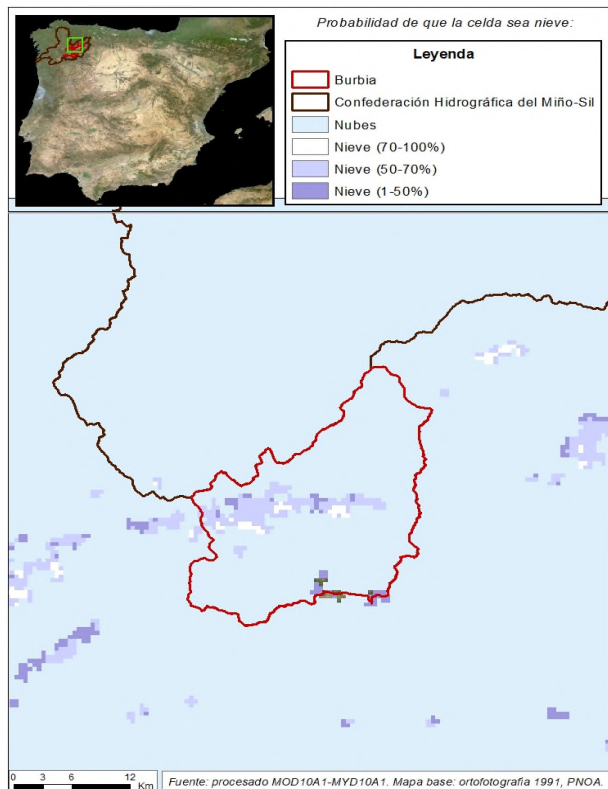 Probabilidad de que la celda sea nieve:
Leyenda
Burbia
Confederación Hidrográfica del Miño-Sil
Nubes
Nieve (70-100%)
Nieve (50-70%)
Nieve (1-50%)
0 3 6 12
Km
Fuente: procesado MOD10A1-MYD10A1. Mapa base: ortofotografía 1991, PNOA.